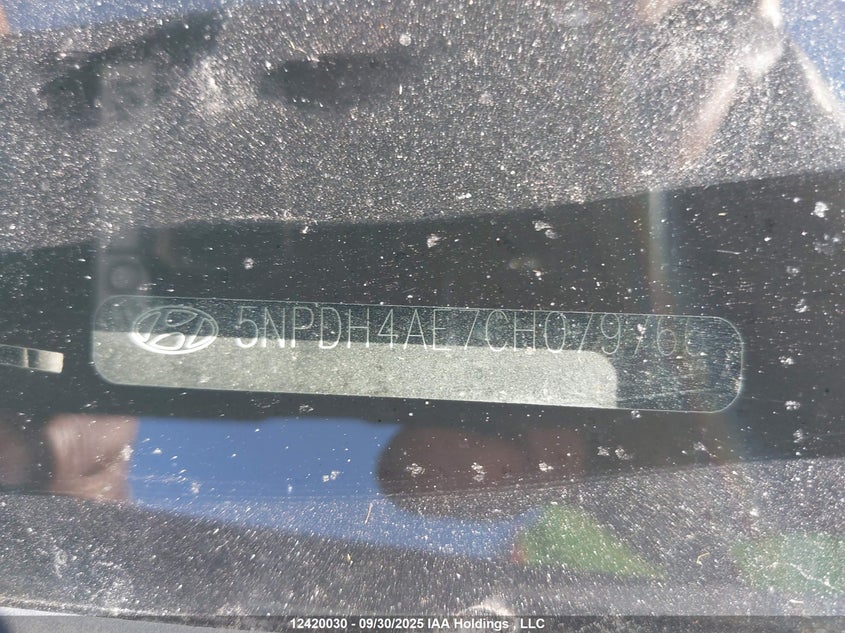 5NPDH4AE7CH079766
12420030 - 09/30/2025 IAA Holdings , LLC